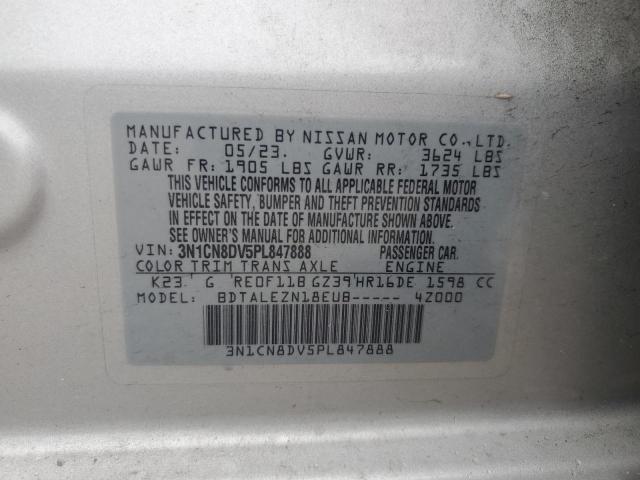 MANUFACTURED BY NISSAN MOTOR CO., LTD.
DATE: 05/23. GVWR: 3624 LBS
GAWR FR: 1905 LBS GAWR RR: 1735 LBS
THIS VEHICLE CONFORMS TO ALL APPLICABLE FEDERAL MOTOR
VEHICLE SAFETY, BUMPER AND THEFT PREVENTION STANDARDS
IN EFFECT ON THE DATE OF MANUFACTURE SHOWN ABOVE.
SEE OWNER'S MANUAL FOR ADDITIONAL INFORMATION.
VIN: 3N1CN8DV5PL847888 PASSENGER CAR.
COLOR TRIM TRANS AXLE ENGINE
K23 G RE0F11B GZ39 HR16DE 1598 CC
MODEL: BDTALEZN18EUB----- 4Z000
3N1CN8DV5PL847888